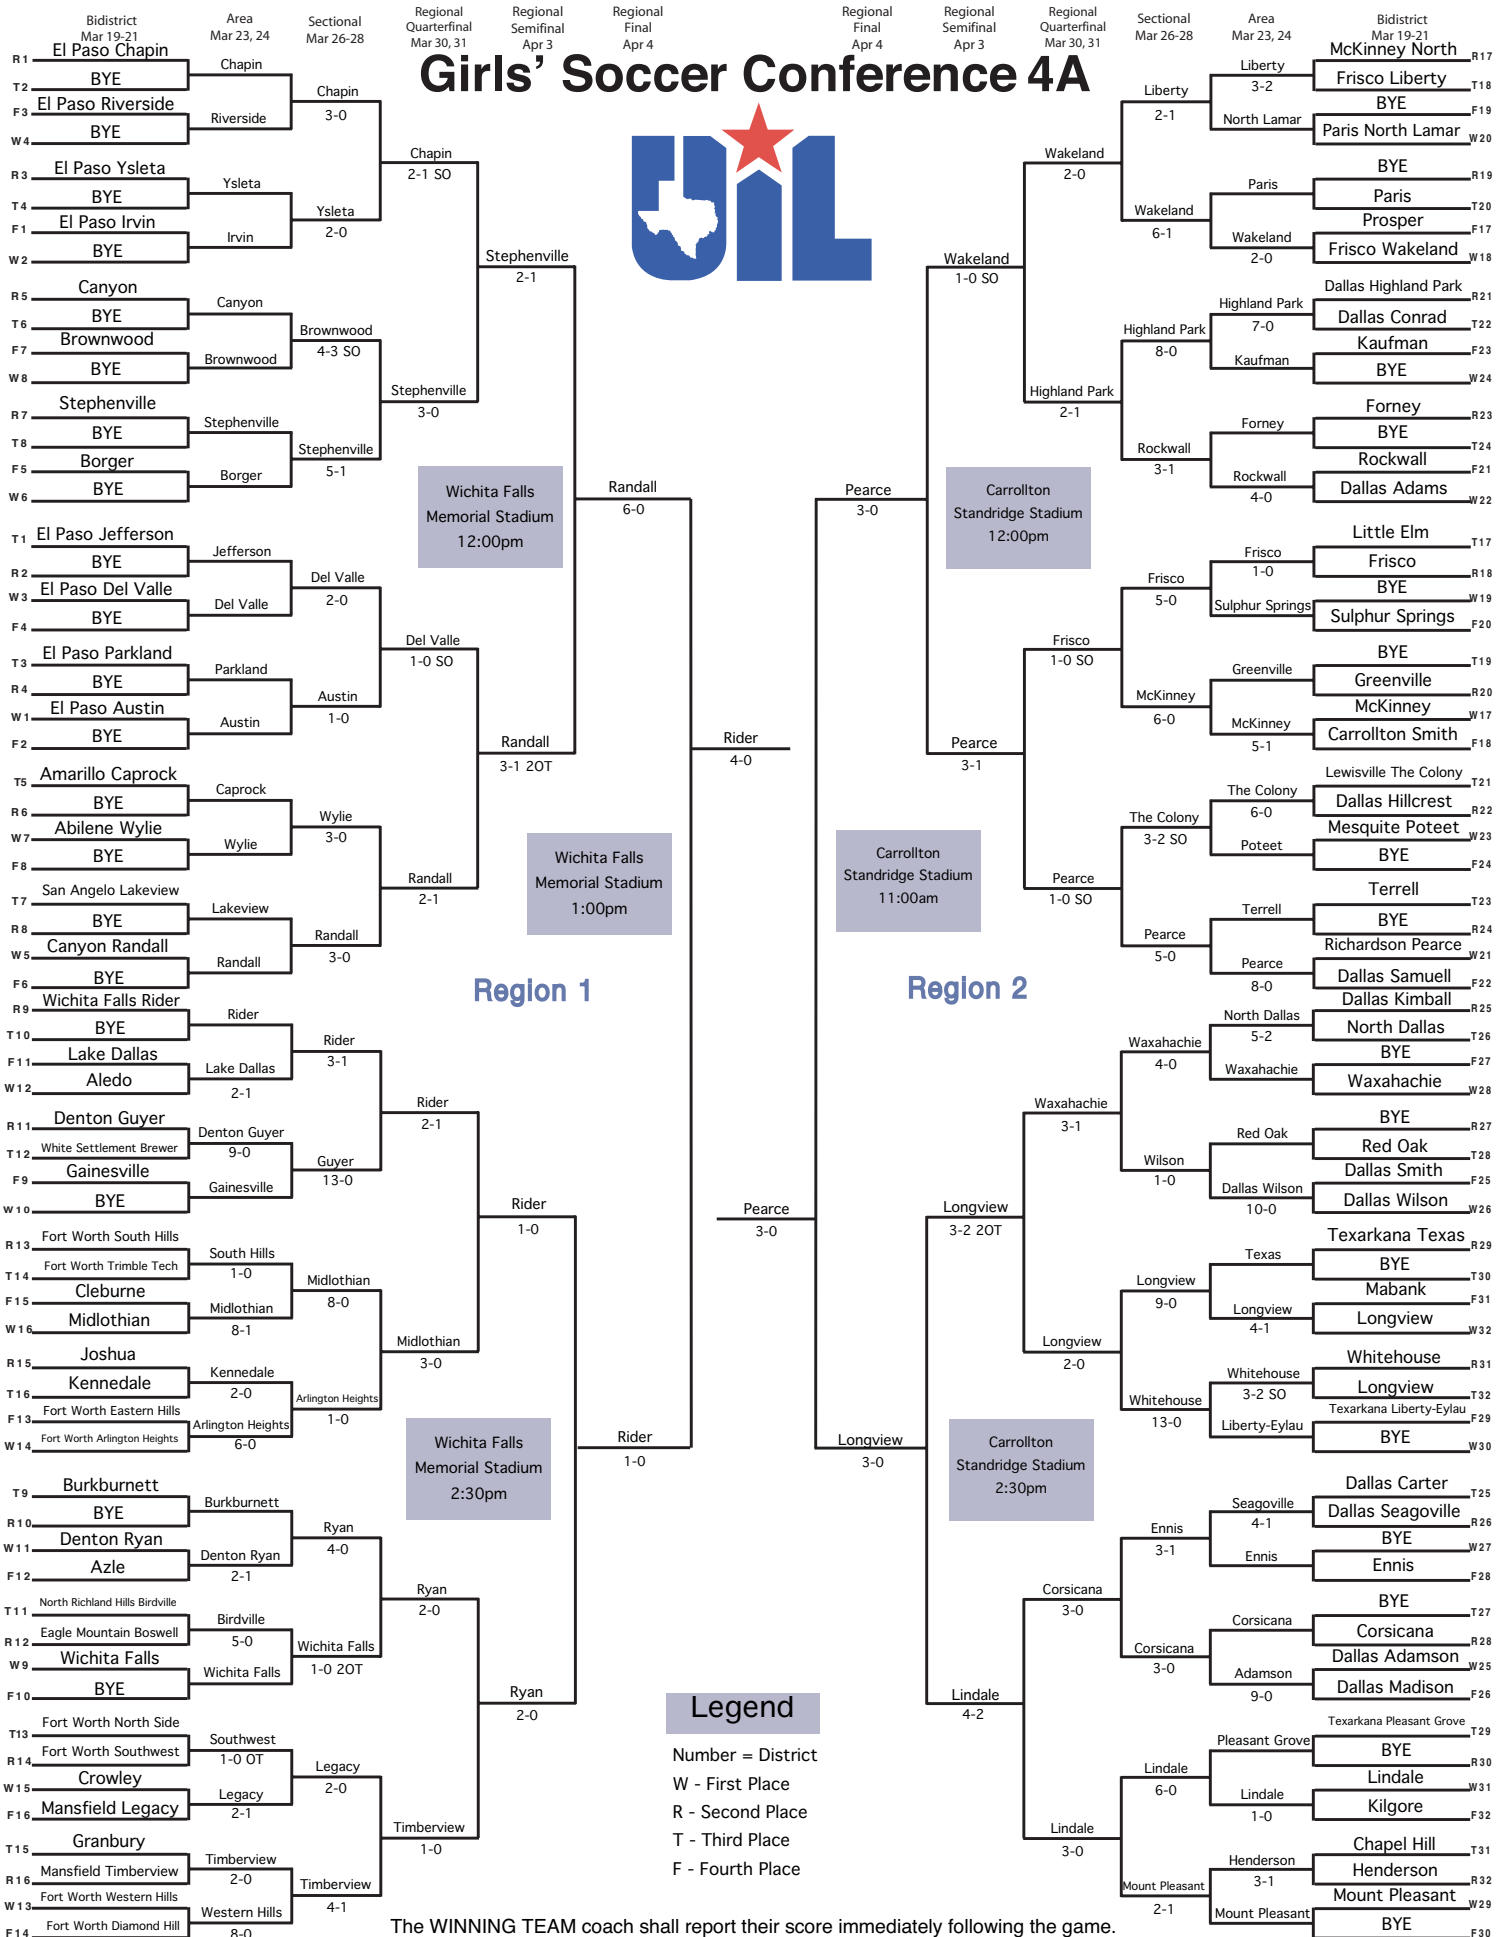 Bidistrict
Mar 19-21
Area
Mar 23, 24
Sectional
Mar 26-28
Regional
Quarterfinal
Mar 30, 31
Regional
Semifinal
Apr 3
Regional
Final
Apr 4
Regional
Final
Apr 4
Regional
Semifinal
Apr 3
Regional
Quarterfinal
Mar 30, 31
Sectional
Mar 26-28
Area
Mar 23, 24
Bidistrict
Mar 19-21
Girls' Soccer Conference 4A
UIL
R1 El Paso Chapin
T2 BYE
F3 El Paso Riverside
W4 BYE
R3 El Paso Ysleta
T4 BYE
F1 El Paso Irvin
W2 BYE
R5 Canyon
T6 BYE
F7 Brownwood
W8 BYE
R7 Stephenville
T8 BYE
F5 Borger
W6 BYE
T1 El Paso Jefferson
R2 BYE
W3 El Paso Del Valle
F4 BYE
T3 El Paso Parkland
R4 BYE
W1 El Paso Austin
F2 BYE
T5 Amarillo Caprock
R6 BYE
W7 Abilene Wylie
F8 BYE
T7 San Angelo Lakeview
R8 BYE
W5 Canyon Randall
F6 BYE
R9 Wichita Falls Rider
T10 BYE
F11 Lake Dallas
W12 Aledo
R11 Denton Guyer
T12 White Settlement Brewer
F9 Gainesville
W10 BYE
R13 Fort Worth South Hills
T14 Fort Worth Trimble Tech
F15 Cleburne
W16 Midlothian
R15 Joshua
T16 Kennedale
F13 Fort Worth Eastern Hills
W14 Fort Worth Arlington Heights
T9 Burkburnett
R10 BYE
W11 Denton Ryan
F12 Azle
T11 North Richland Hills Birdville
R12 Eagle Mountain Boswell
W9 Wichita Falls
F10 BYE
T13 Fort Worth North Side
R14 Fort Worth Southwest
W15 Crowley
F16 Mansfield Legacy
T15 Granbury
R16 Mansfield Timberview
W13 Fort Worth Western Hills
F14 Fort Worth Diamond Hill
Chapin
Riverside
Ysleta
Irvin
Canyon
Brownwood
Stephenville
Borger
Jefferson
Del Valle
Parkland
Austin
Caprock
Wylie
Lakeview
Randall
Rider
Lake Dallas
2-1
Denton Guyer
9-0
Gainesville
South Hills
1-0
Midlothian
8-1
Kennedale
2-0
Arlington Heights
6-0
Burkburnett
Denton Ryan
2-1
Birdville
5-0
Wichita Falls
Southwest
1-0 OT
Legacy
2-1
Timberview
2-0
Western Hills
8-0
Chapin
3-0
Ysleta
2-0
Brownwood
4-3 SO
Stephenville
5-1
Del Valle
2-0
Austin
1-0
Wylie
3-0
Randall
3-0
Rider
3-1
Guyer
13-0
Midlothian
8-0
Arlington Heights
1-0
Ryan
4-0
Wichita Falls
1-0 2OT
Legacy
2-0
Timberview
4-1
Chapin
2-1 SO
Stephenville
3-0
Del Valle
1-0 SO
Randall
2-1
Rider
2-1
Midlothian
3-0
Ryan
2-0
Timberview
1-0
Stephenville
2-1
Randall
3-1 2OT
Rider
1-0
Ryan
2-0
Randall
6-0
Rider
1-0
Rider
4-0
Wichita Falls
Memorial Stadium
12:00pm
Wichita Falls
Memorial Stadium
1:00pm
Wichita Falls
Memorial Stadium
2:30pm
Region 1
Region 2
Carrollton
Standridge Stadium
12:00pm
Carrollton
Standridge Stadium
11:00am
Carrollton
Standridge Stadium
2:30pm
Pearce
3-0
Pearce
3-0
Longview
3-0
Wakeland
1-0 SO
Pearce
3-1
Longview
3-2 2OT
Lindale
4-2
Wakeland
2-0
Highland Park
2-1
Frisco
1-0 SO
Pearce
1-0 SO
Waxahachie
3-1
Longview
2-0
Corsicana
3-0
Lindale
3-0
Liberty
2-1
Wakeland
6-1
Highland Park
8-0
Rockwall
3-1
Frisco
5-0
McKinney
6-0
The Colony
3-2 SO
Pearce
5-0
Waxahachie
4-0
Wilson
1-0
Longview
9-0
Whitehouse
13-0
Ennis
3-1
Corsicana
3-0
Lindale
6-0
Mount Pleasant
2-1
Liberty
3-2
North Lamar
Paris
Wakeland
2-0
Highland Park
7-0
Kaufman
Forney
Rockwall
4-0
Frisco
1-0
Sulphur Springs
Greenville
McKinney
5-1
The Colony
6-0
Poteet
Terrell
Pearce
8-0
North Dallas
5-2
Waxahachie
Red Oak
Dallas Wilson
10-0
Texas
Longview
4-1
Whitehouse
3-2 SO
Liberty-Eylau
Seagoville
4-1
Ennis
Corsicana
Adamson
9-0
Pleasant Grove
Lindale
1-0
Henderson
3-1
Mount Pleasant
McKinney North R17
Frisco Liberty T18
BYE F19
Paris North Lamar W20
BYE R19
Paris T20
Prosper F17
Frisco Wakeland W18
Dallas Highland Park R21
Dallas Conrad T22
Kaufman F23
BYE W24
Forney R23
BYE T24
Rockwall F21
Dallas Adams W22
Little Elm T17
Frisco R18
BYE W19
Sulphur Springs F20
BYE T19
Greenville R20
McKinney W17
Carrollton Smith F18
Lewisville The Colony T21
Dallas Hillcrest R22
Mesquite Poteet W23
BYE F24
Terrell T23
BYE R24
Richardson Pearce W21
Dallas Samuell F22
Dallas Kimball R25
North Dallas T26
BYE F27
Waxahachie W28
BYE R27
Red Oak T28
Dallas Smith F25
Dallas Wilson W26
Texarkana Texas R29
BYE T30
Mabank F31
Longview W32
Whitehouse R31
Longview T32
Texarkana Liberty-Eylau F29
BYE W30
Dallas Carter T25
Dallas Seagoville R26
BYE W27
Ennis F28
BYE T27
Corsicana R28
Dallas Adamson W25
Dallas Madison F26
Texarkana Pleasant Grove T29
BYE R30
Lindale W31
Kilgore F32
Chapel Hill T31
Henderson R32
Mount Pleasant W29
BYE F30
Legend
Number = District
W - First Place
R - Second Place
T - Third Place
F - Fourth Place
The WINNING TEAM coach shall report their score immediately following the game.